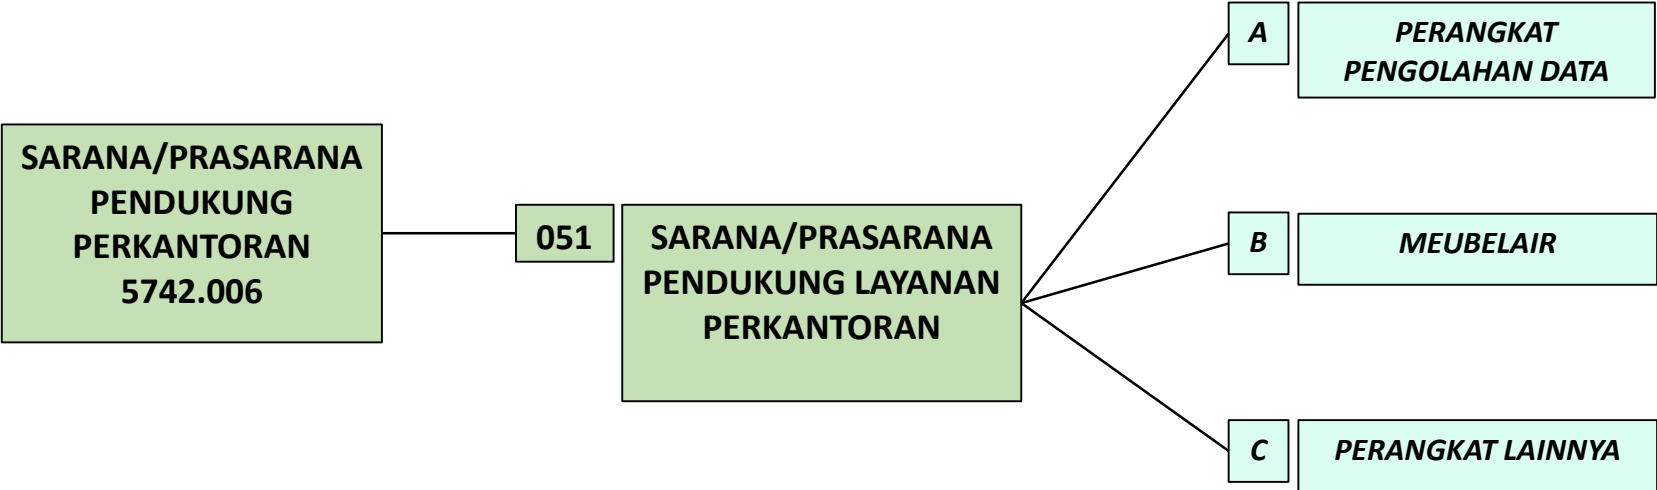 SARANA/PRASARANA
PENDUKUNG
PERKANTORAN
5742.006
051
SARANA/PRASARANA
PENDUKUNG LAYANAN
PERKANTORAN
A
PERANGKAT
PENGOLAHAN DATA
B
MEUBELAIR
C
PERANGKAT LAINNYA